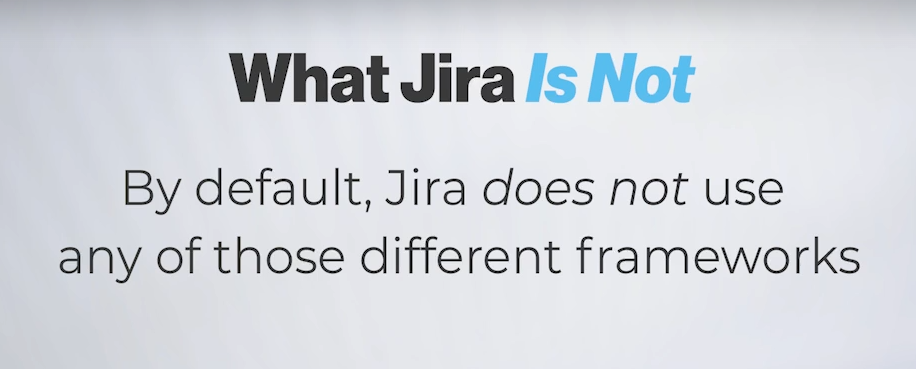 What Jira Is Not
By default, Jira does not use
any of those different frameworks